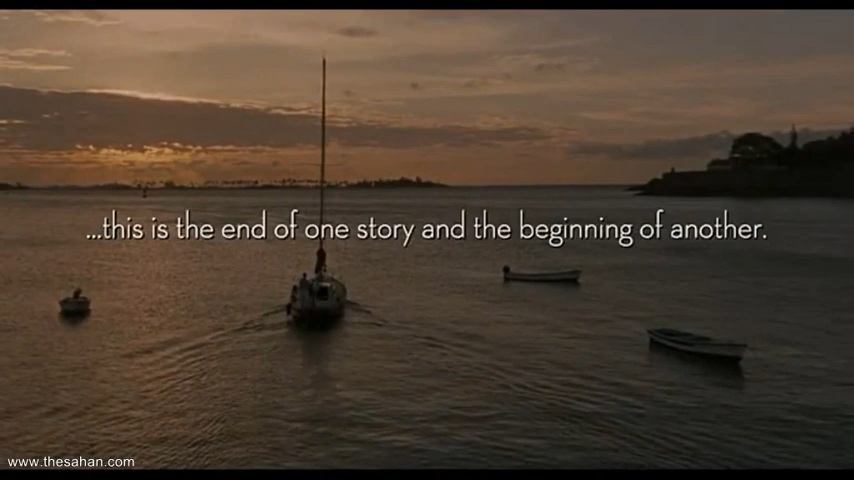 ...this is the end of one story and the beginning of another.
www.thesahan.com